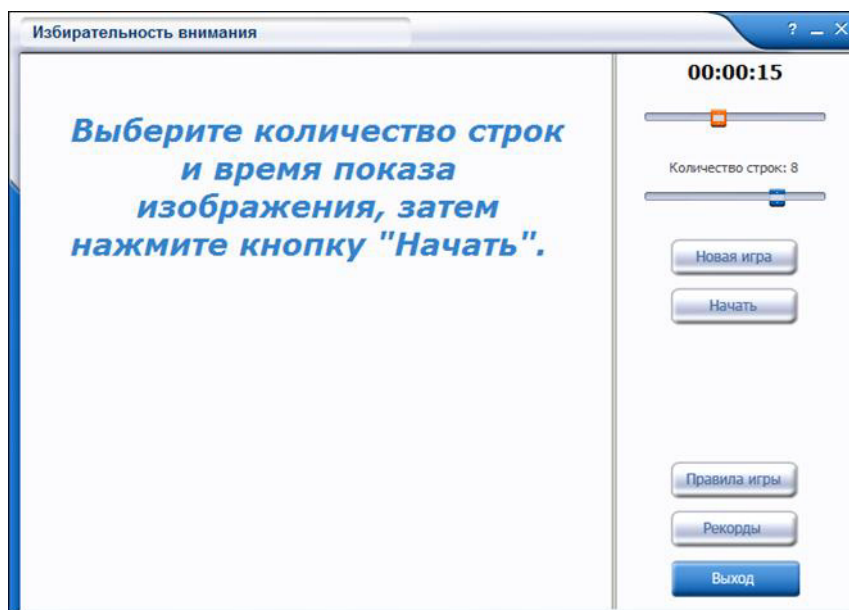 Избирательность внимания
? _ ×
Выберите количество строк
и время показа
изображения, затем
нажмите кнопку "Начать".
00:00:15
Количество строк: 8
Новая игра
Начать
Правила игры
Рекорды
Выход